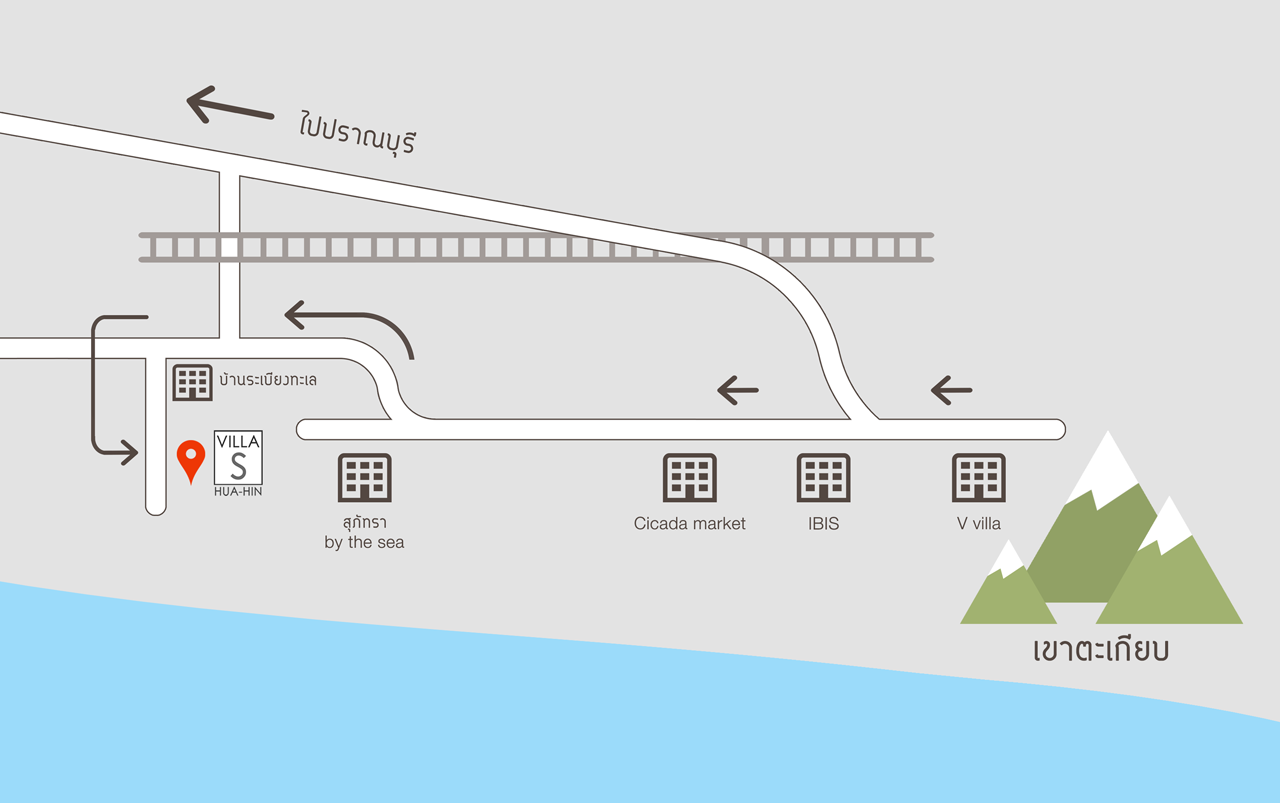 ไปปราณบุรี
บ้านระเบียงทะเล
VILLA
S
HUA-HIN
สุภัทรา
by the sea
Cicada market
IBIS
V villa
เขาตะเกียบ